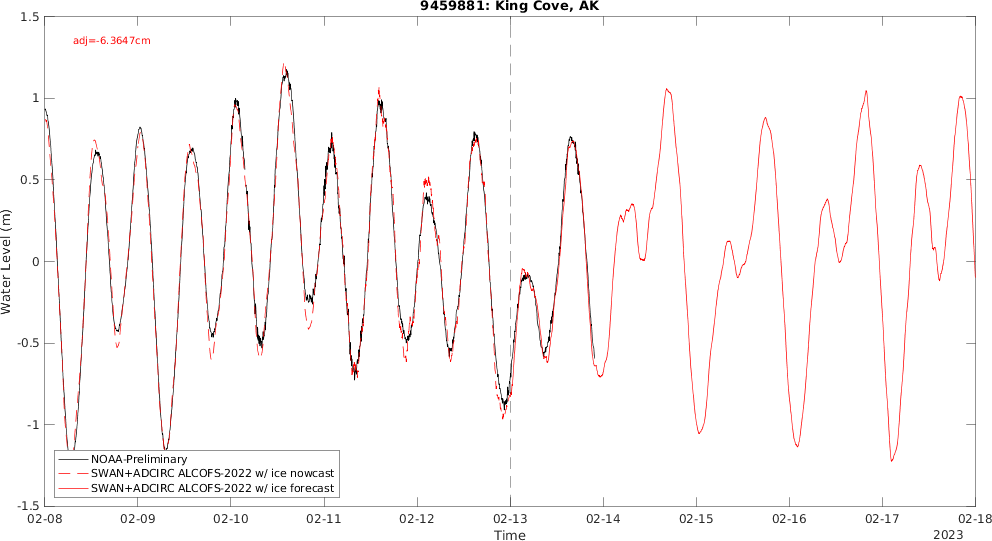 9459881: King Cove, AK
adj=-6.3647cm
Water Level (m)
1.5
1
0.5
0
-0.5
-1
-1.5
NOAA-Preliminary
SWAN+ADCIRC ALCOFS-2022 w/ ice nowcast
SWAN+ADCIRC ALCOFS-2022 w/ ice forecast
02-08 02-09 02-10 02-11 02-12 02-13 02-14 02-15 02-16 02-17 02-18
Time
2023